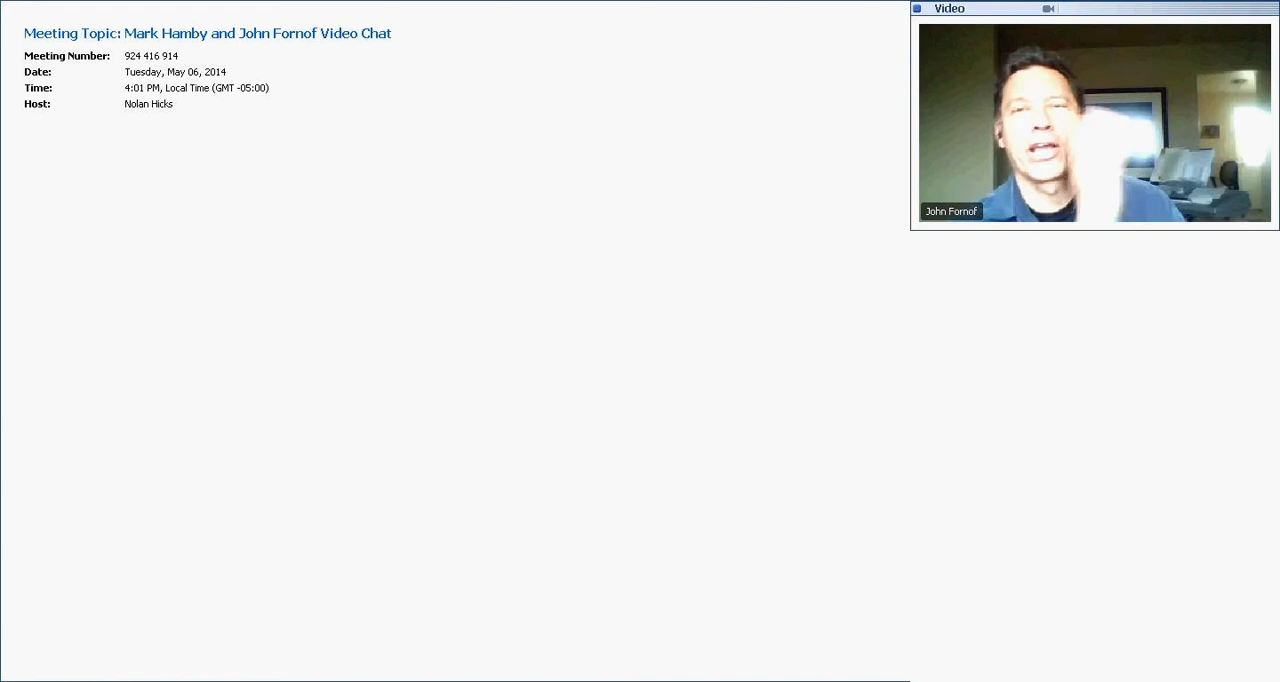 Meeting Topic: Mark Hamby and John Fornof Video Chat
Meeting Number: 924 416 914
Date: Tuesday, May 06, 2014
Time: 4:01 PM, Local Time (GMT -05:00)
Host: Nolan Hicks
Video
John Fornof